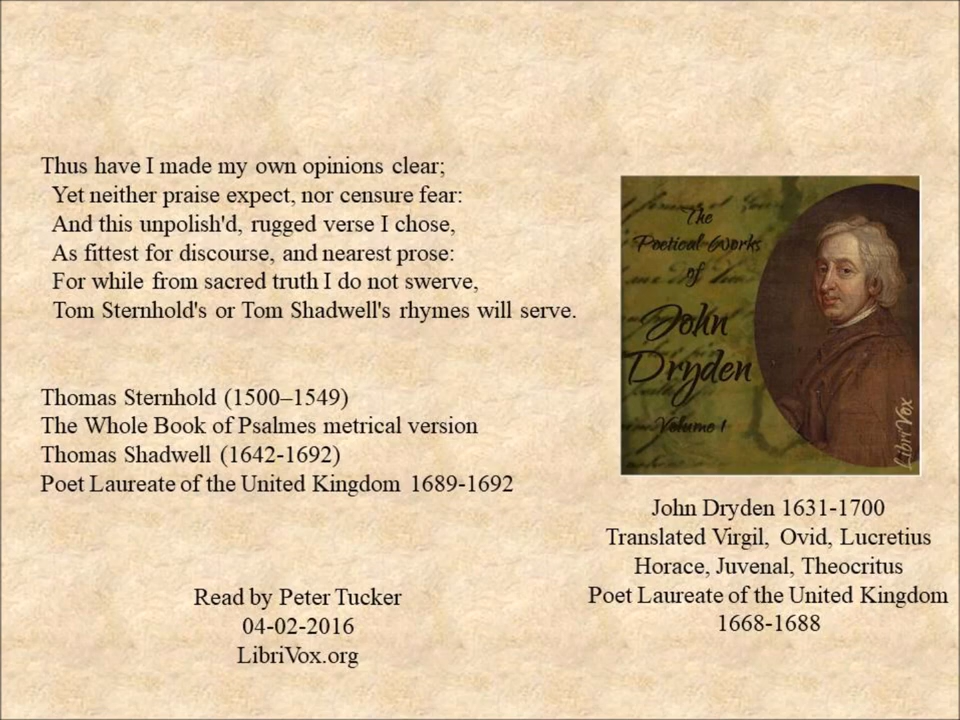 Thus have I made my own opinions clear;
Yet neither praise expect, nor censure fear:
And this unpolish'd, rugged verse I chose,
As fittest for discourse, and nearest prose:
For while from sacred truth I do not swerve,
Tom Sternhold's or Tom Shadwell's rhymes will serve.
Thomas Sternhold (1500–1549)
The Whole Book of Psalmes metrical version
Thomas Shadwell (1642-1692)
Poet Laureate of the United Kingdom 1689-1692
Read by Peter Tucker
04-02-2016
LibriVox.org
The
Poetical Works
of
John
Dryden
Volume 1
LibriVox
John Dryden 1631-1700
Translated Virgil, Ovid, Lucretius
Horace, Juvenal, Theocritus
Poet Laureate of the United Kingdom
1668-1688